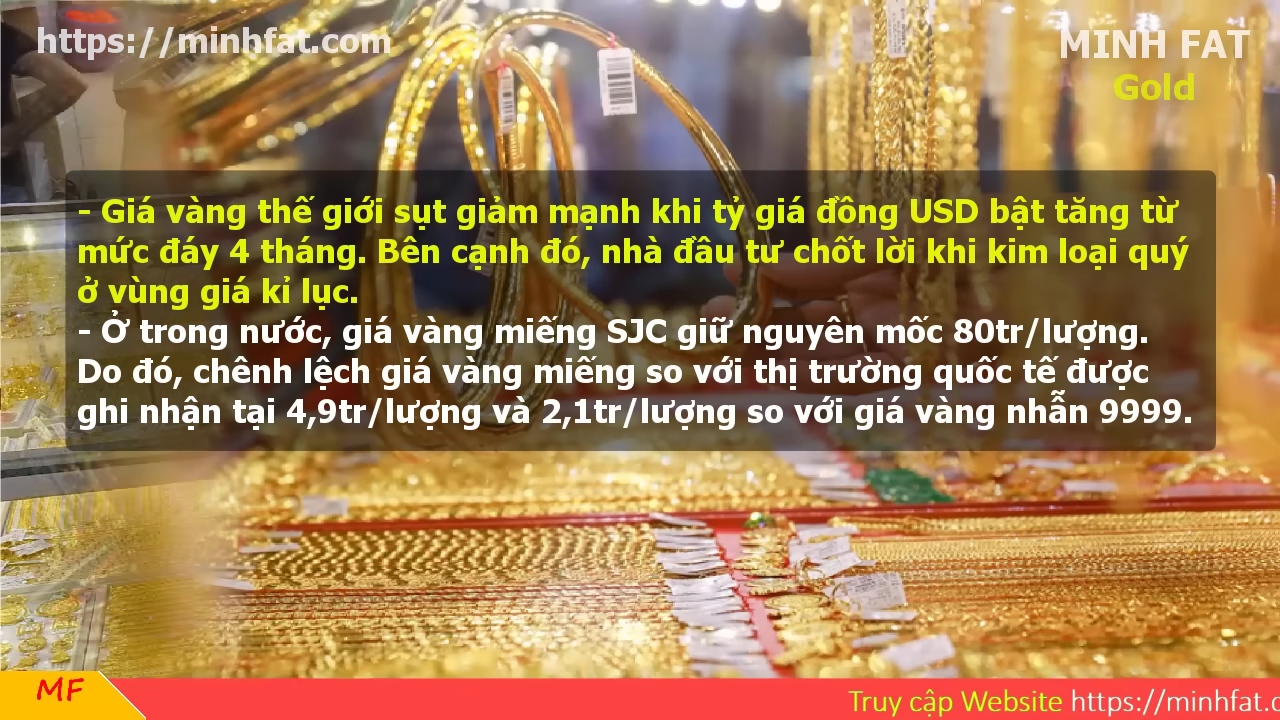 https://minhfat.com
MINH FAT
Gold
- Giá vàng thế giới sụt giảm mạnh khi tỷ giá đồng USD bật tăng từ
mức đáy 4 tháng. Bên cạnh đó, nhà đầu tư chốt lời khi kim loại quý
ở vùng giá kỉ lục.
- Ở trong nước, giá vàng miếng SJC giữ nguyên mốc 80tr/lượng.
Do đó, chênh lệch giá vàng miếng so với thị trường quốc tế được
ghi nhận tại 4,9tr/lượng và 2,1tr/lượng so với giá vàng nhẫn 9999.
MF
Truy cập Website https://minhfat.c